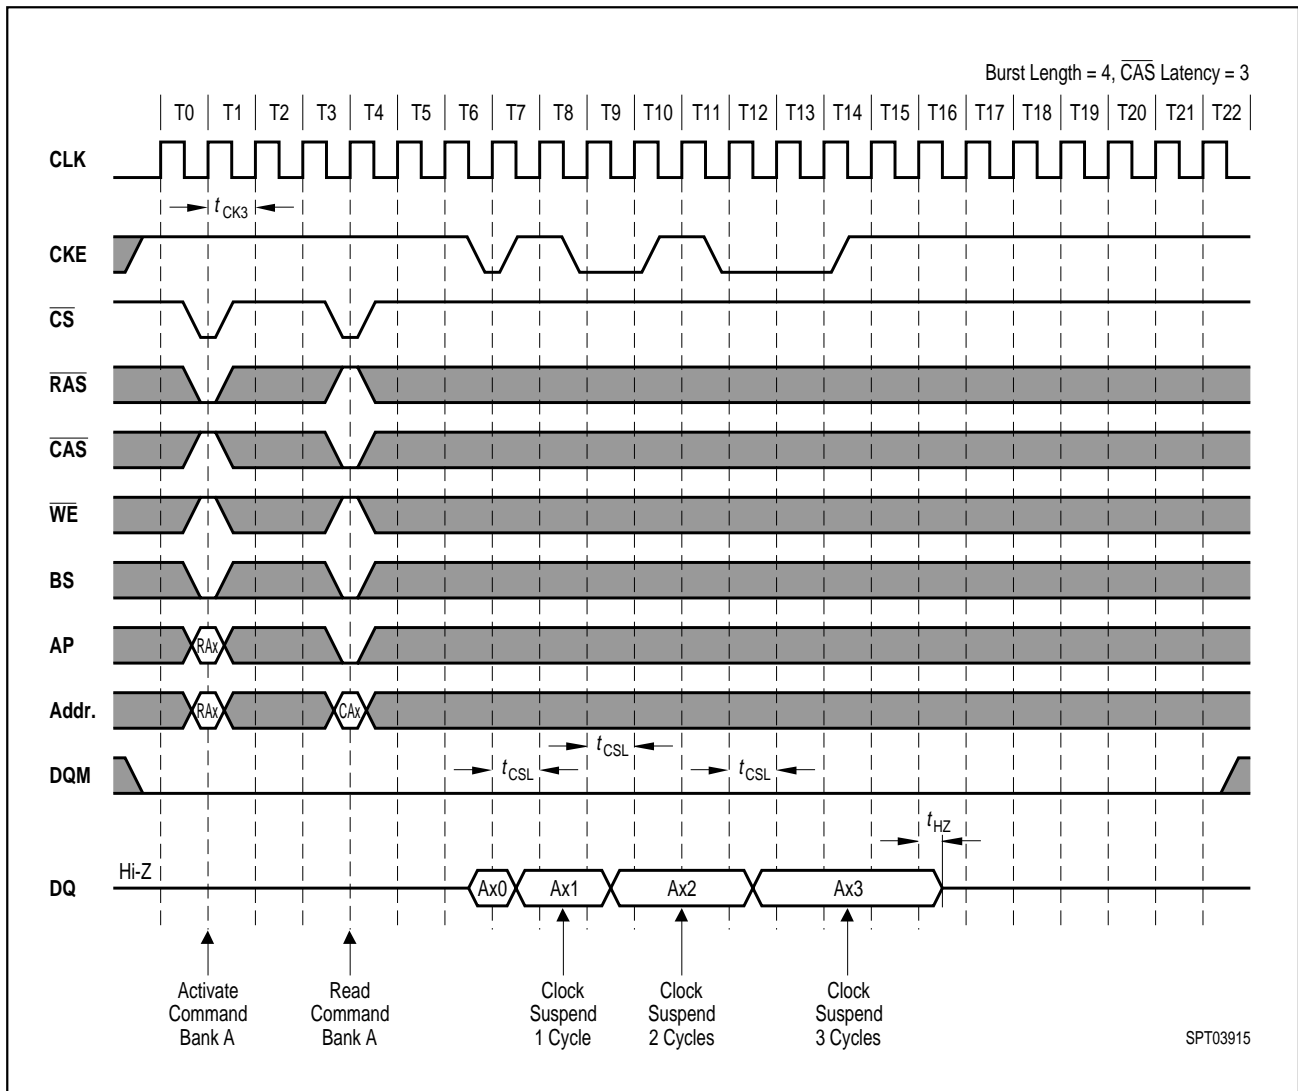 Burst Length = 4, CAS Latency = 3
T0 T1 T2 T3 T4 T5 T6 T7 T8 T9 T10 T11 T12 T13 T14 T15 T16 T17 T18 T19 T20 T21 T22
CLK
tCK3
CKE
CS
RAS
CAS
WE
BS
AP RAx
Addr. RAx CAx
tCSL
DQM tCSL tCSL
tHZ
Hi-Z
DQ Ax0 Ax1 Ax2 Ax3
Activate Read Clock Clock Clock
Command Command Suspend Suspend Suspend
Bank A Bank A 1 Cycle 2 Cycles 3 Cycles
SPT03915